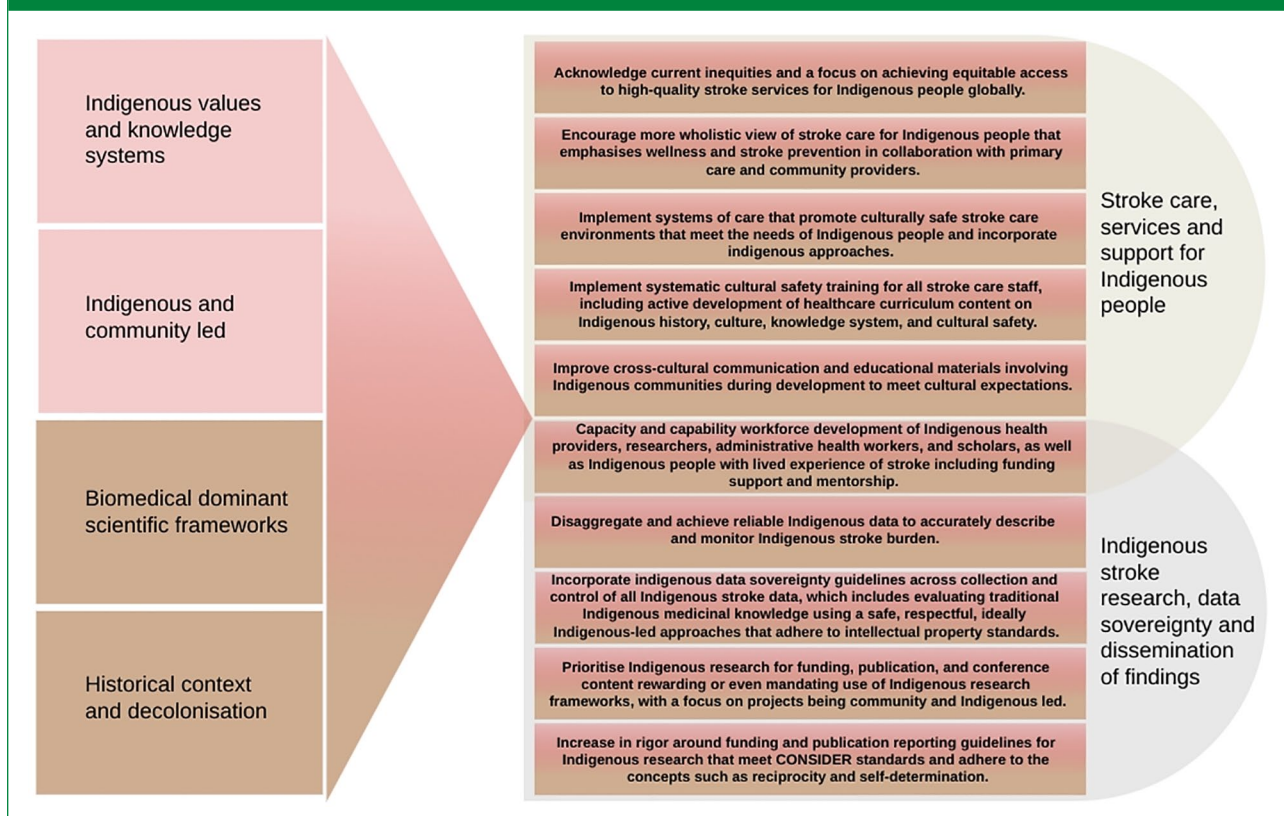 Indigenous values
and knowledge
systems
Indigenous and
community led
Biomedical dominant
scientific frameworks
Historical context
and decolonisation
Acknowledge current inequities and a focus on achieving equitable access
to high-quality stroke services for Indigenous people globally.
Encourage more wholistic view of stroke care for Indigenous people that
emphasises wellness and stroke prevention in collaboration with primary
care and community providers.
Implement systems of care that promote culturally safe stroke care
environments that meet the needs of Indigenous people and incorporate
indigenous approaches.
Implement systematic cultural safety training for all stroke care staff,
including active development of healthcare curriculum content on
Indigenous history, culture, knowledge system, and cultural safety.
Improve cross-cultural communication and educational materials involving
Indigenous communities during development to meet cultural expectations.
Capacity and capability workforce development of Indigenous health
providers, researchers, administrative health workers, and scholars, as well
as Indigenous people with lived experience of stroke including funding
support and mentorship.
Disaggregate and achieve reliable Indigenous data to accurately describe
and monitor Indigenous stroke burden.
Incorporate indigenous data sovereignty guidelines across collection and
control of all Indigenous stroke data, which includes evaluating traditional
Indigenous medicinal knowledge using a safe, respectful, ideally
Indigenous-led approaches that adhere to intellectual property standards.
Prioritise Indigenous research for funding, publication, and conference
content rewarding or even mandating use of Indigenous research
frameworks, with a focus on projects being community and Indigenous led.
Increase in rigor around funding and publication reporting guidelines for
Indigenous research that meet CONSIDER standards and adhere to the
concepts such as reciprocity and self-determination.
Stroke care,
services and
support for
Indigenous
people
Indigenous
stroke
research, data
sovereignty and
dissemination
of findings